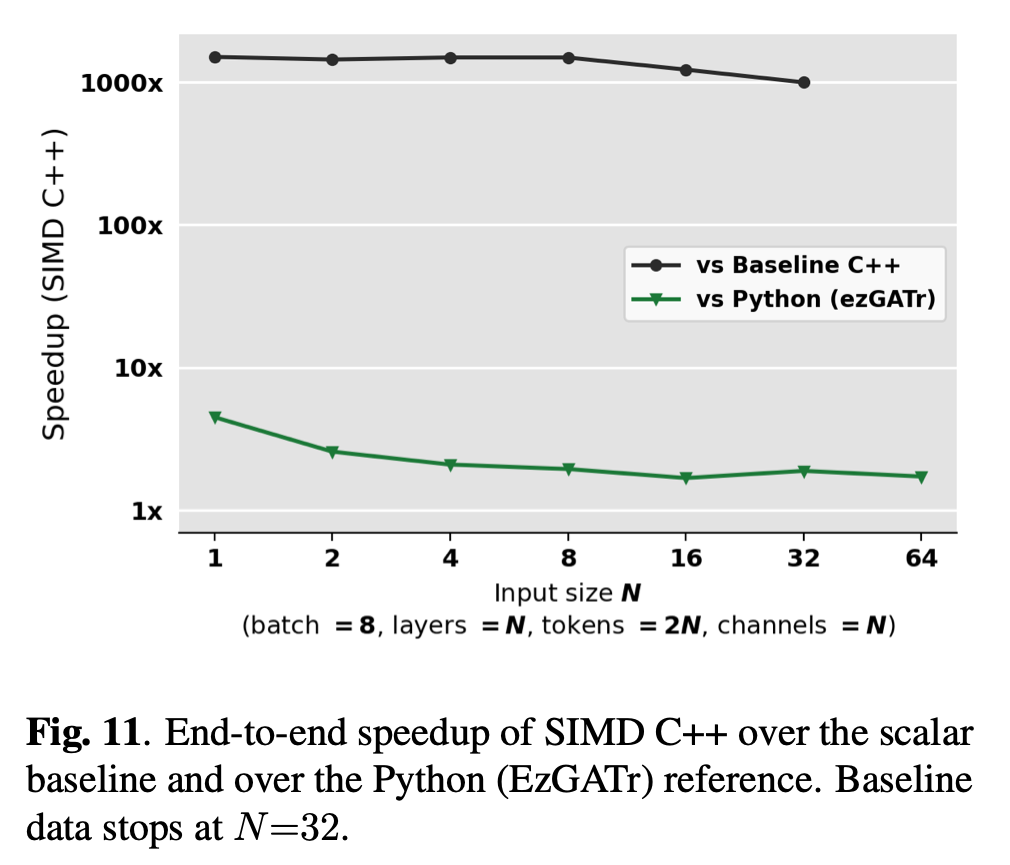 Speedup (SIMD C++)
1000x
100x
10x
1x
vs Baseline C++
vs Python (ezGATr)
1 2 4 8 16 32 64
Input size N
(batch = 8, layers = N, tokens = 2N, channels = N)
Fig. 11. End-to-end speedup of SIMD C++ over the scalar
baseline and over the Python (EzGATr) reference. Baseline
data stops at N=32.